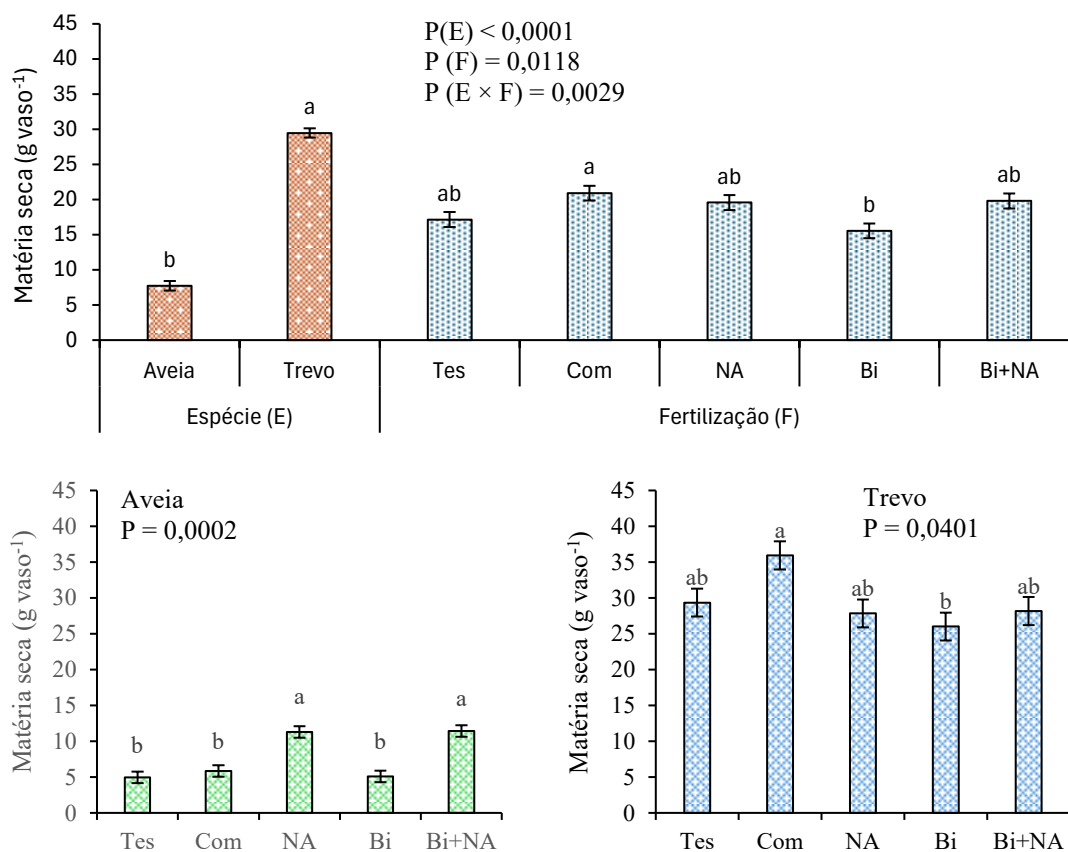 Matéria seca (g vaso⁻¹)
45
40
35
30
25
20
15
10
5
0
P(E) < 0,0001
P (F) = 0,0118
P (E × F) = 0,0029
b
a
ab
a
ab
b
ab
Aveia Trevo Tes Com NA Bi Bi+NA
Espécie (E) Fertilização (F)
Matéria seca (g vaso⁻¹)
45
40
35
30
25
20
15
10
5
0
Aveia
P = 0,0002
b
b
a
b
a
Tes Com NA Bi Bi+NA
Matéria seca (g vaso⁻¹)
45
40
35
30
25
20
15
10
5
0
Trevo
P = 0,0401
ab
a
ab
b
ab
Tes Com NA Bi Bi+NA